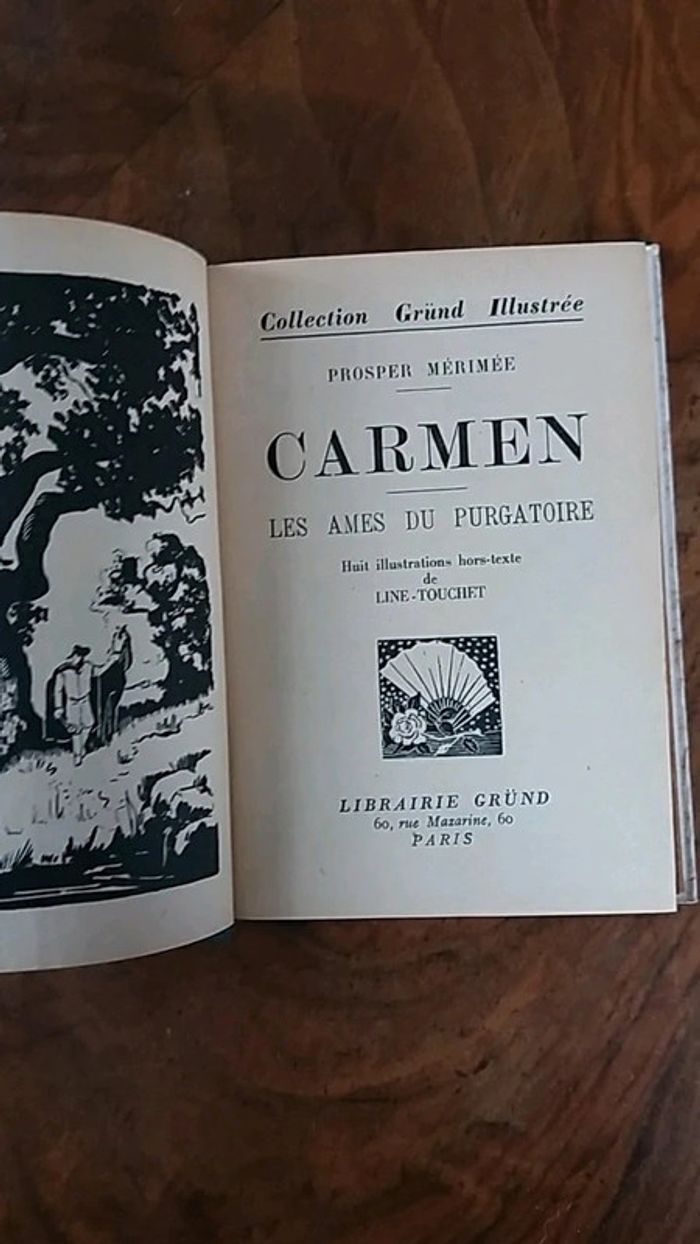 Collection Gründ Illustrée
PROSPER MÉRIMÉE
CARMEN
LES AMES DU PURGATOIRE
Huit illustrations hors-texte
de
LINE-TOUCHET
LIBRAIRIE GRÜND
60, rue Mazarine, 60
PARIS